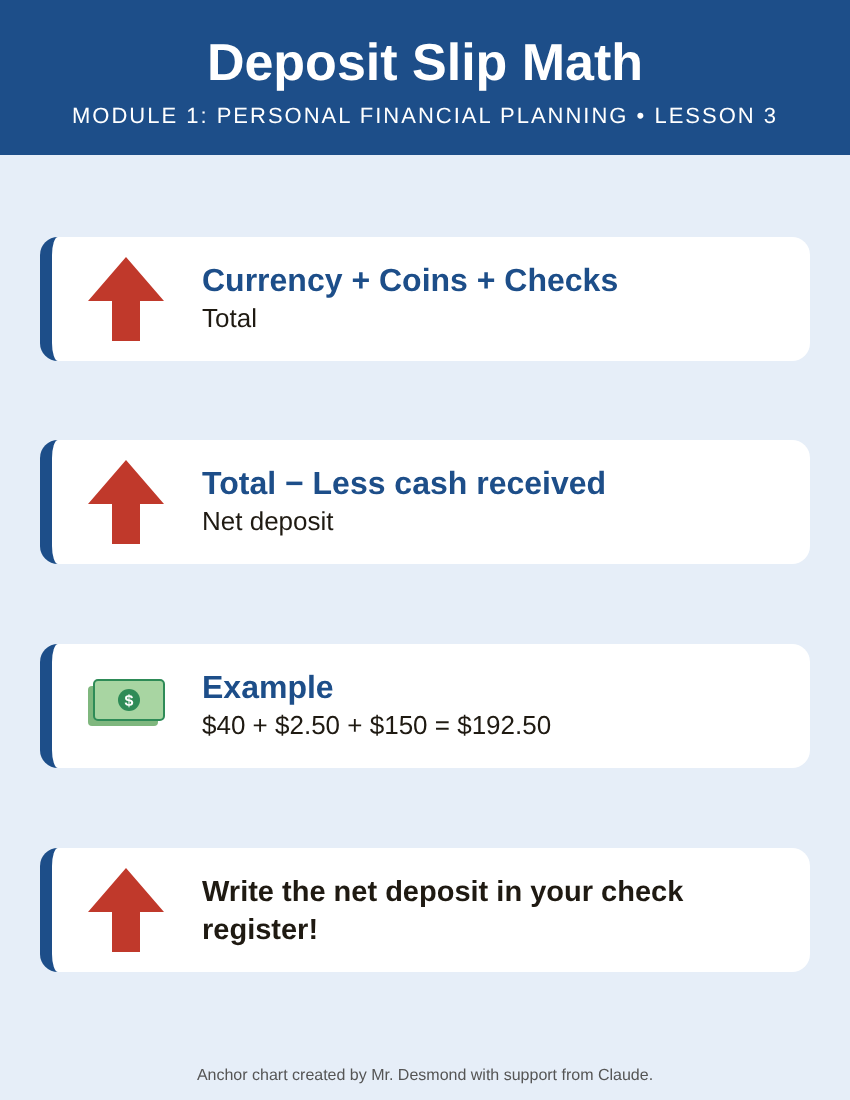 Deposit Slip Math
MODULE 1: PERSONAL FINANCIAL PLANNING • LESSON 3
Currency + Coins + Checks
Total
Total − Less cash received
Net deposit
$
Example
$40 + $2.50 + $150 = $192.50
Write the net deposit in your check
register!
Anchor chart created by Mr. Desmond with support from Claude.